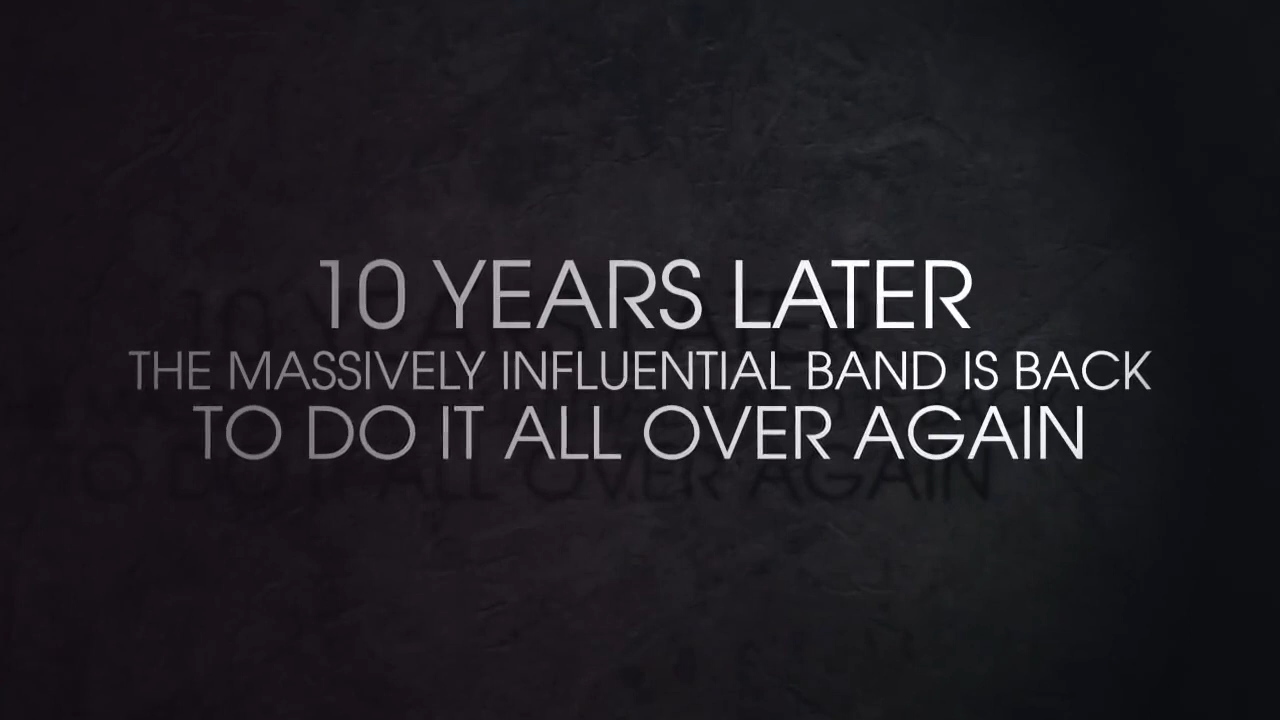 10 YEARS LATER
THE MASSIVELY INFLUENTIAL BAND IS BACK
TO DO IT ALL OVER AGAIN